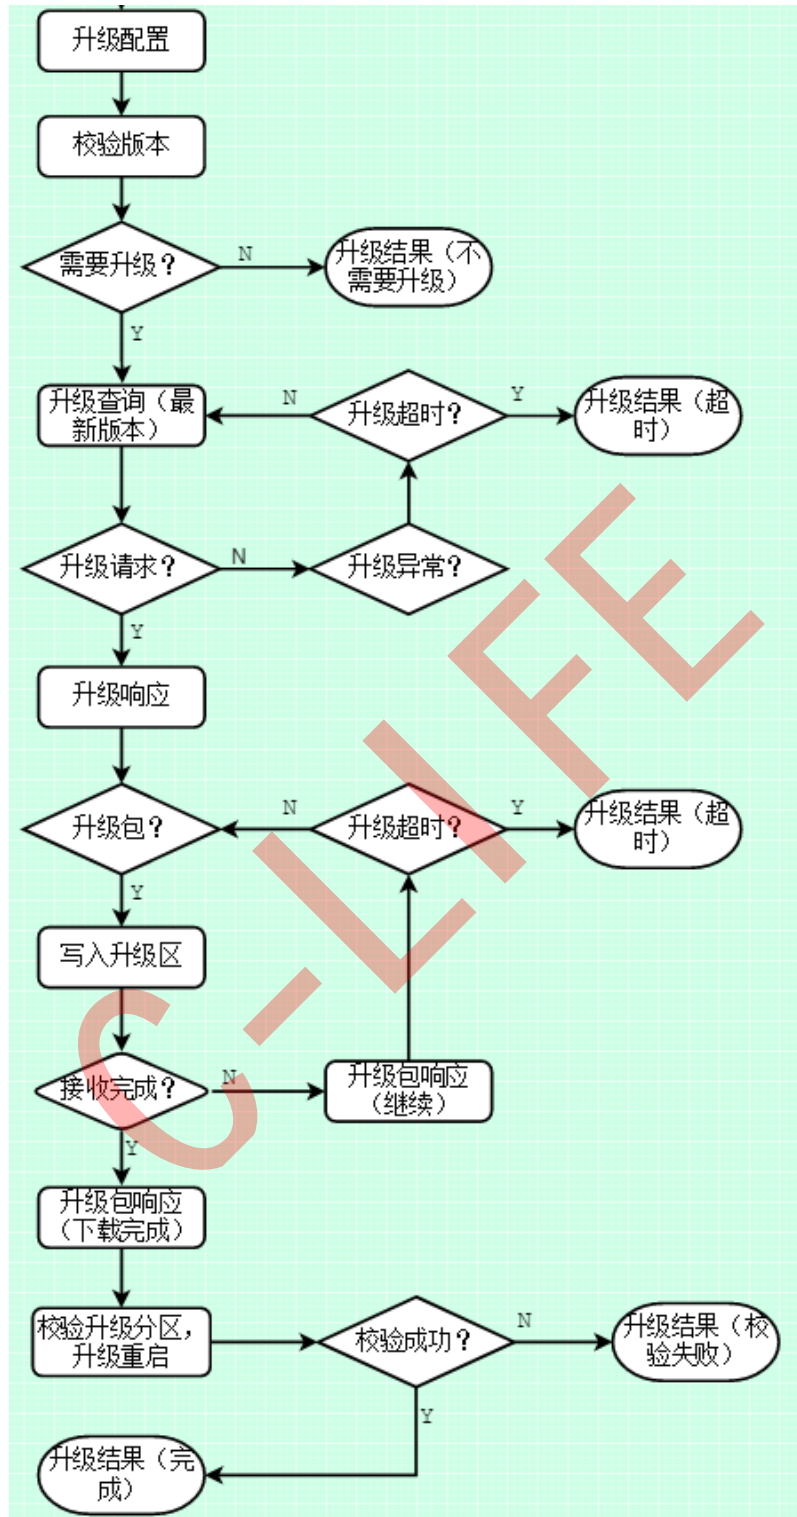 升级配置
校验版本
需要升级？
N
升级结果（不
需要升级）
Y
升级查询（最
新版本）
N
升级超时？
Y
升级结果（超
时）
升级请求？
N
升级异常？
Y
升级响应
升级包？
N
升级超时？
Y
升级结果（超
时）
Y
写入升级区
接收完成？
N
升级包响应
（继续）
Y
升级包响应
（下载完成）
校验升级分区，
升级重启
校验成功？
N
升级结果（校
验失败）
Y
升级结果（完
成）
C-LIFE